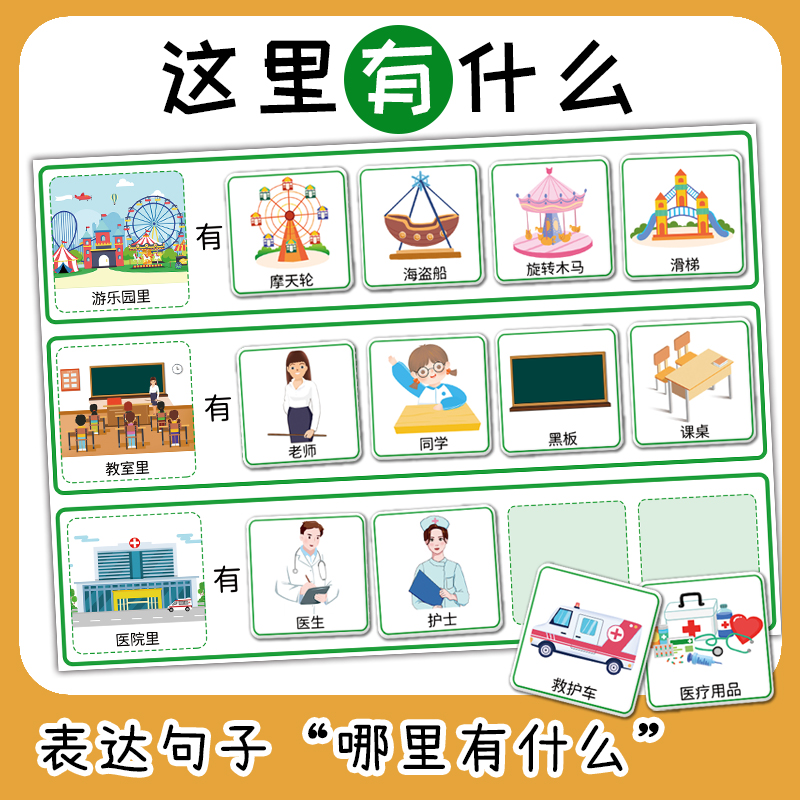 这里有什么
游乐园里 有 摩天轮 海盗船 旋转木马 滑梯
教室里 有 老师 同学 黑板 课桌
医院里 有 医生 护士
救护车 医疗用品
表达句子“哪里有什么”